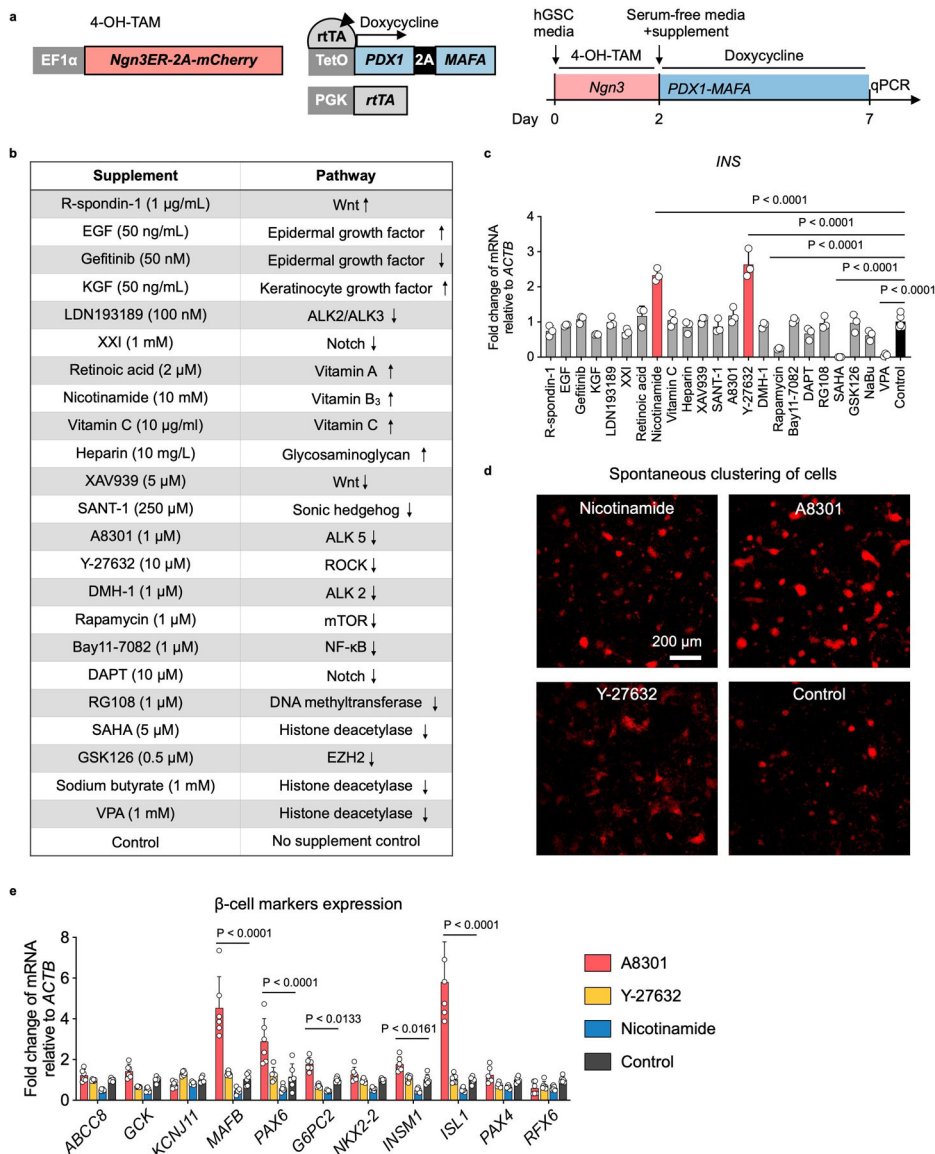 a
4-OH-TAM
EF1α
Ngn3ER-2A-mCherry
rtTA
Doxycycline
TetO
PDX1
2A
MAFA
PGK
rtTA
hGSC
media
Serum-free media
+supplement
4-OH-TAM
Doxycycline
Ngn3
PDX1-MAFA
qPCR
Day
0
2
7
b
Supplement Pathway
R-spondin-1 (1 µg/mL) Wnt ↑
EGF (50 ng/mL) Epidermal growth factor ↑
Gefitinib (50 nM) Epidermal growth factor ↓
KGF (50 ng/mL) Keratinocyte growth factor ↑
LDN193189 (100 nM) ALK2/ALK3 ↓
XXI (1 mM) Notch ↓
Retinoic acid (2 µM) Vitamin A ↑
Nicotinamide (10 mM) Vitamin B₃ ↑
Vitamin C (10 µg/ml) Vitamin C ↑
Heparin (10 mg/L) Glycosaminoglycan ↑
XAV939 (5 µM) Wnt ↓
SANT-1 (250 µM) Sonic hedgehog ↓
A8301 (1 µM) ALK 5 ↓
Y-27632 (10 µM) ROCK ↓
DMH-1 (1 µM) ALK 2 ↓
Rapamycin (1 µM) mTOR ↓
Bay11-7082 (1 µM) NF-κB ↓
DAPT (10 µM) Notch ↓
RG108 (1 µM) DNA methyltransferase ↓
SAHA (5 µM) Histone deacetylase ↓
GSK126 (0.5 µM) EZH2 ↓
Sodium butyrate (1 mM) Histone deacetylase ↓
VPA (1 mM) Histone deacetylase ↓
Control No supplement control
c
INS
P < 0.0001
P < 0.0001
P < 0.0001
P < 0.0001
P < 0.0001
Fold change of mRNA
relative to ACTB
4
3
2
1
0
R-spondin-1
EGF
Gefitinib
KGF
LDN193189
XXI
Retinoic acid
Nicotinamide
Vitamin C
Heparin
XAV939
SANT-1
A8301
Y-27632
DMH-1
Rapamycin
Bay11-7082
DAPT
RG108
SAHA
GSK126
NaBu
VPA
Control
d
Spontaneous clustering of cells
Nicotinamide
A8301
200 µm
Y-27632
Control
e
β-cell markers expression
P < 0.0001
P < 0.0001
P < 0.0133
P < 0.0161
P < 0.0001
Fold change of mRNA
relative to ACTB
8
6
4
2
0
ABCC8
GCK
KCNJ11
MAFB
PAX6
G6PC2
NKX2-2
INSM1
ISL1
PAX4
RFX6
A8301
Y-27632
Nicotinamide
Control